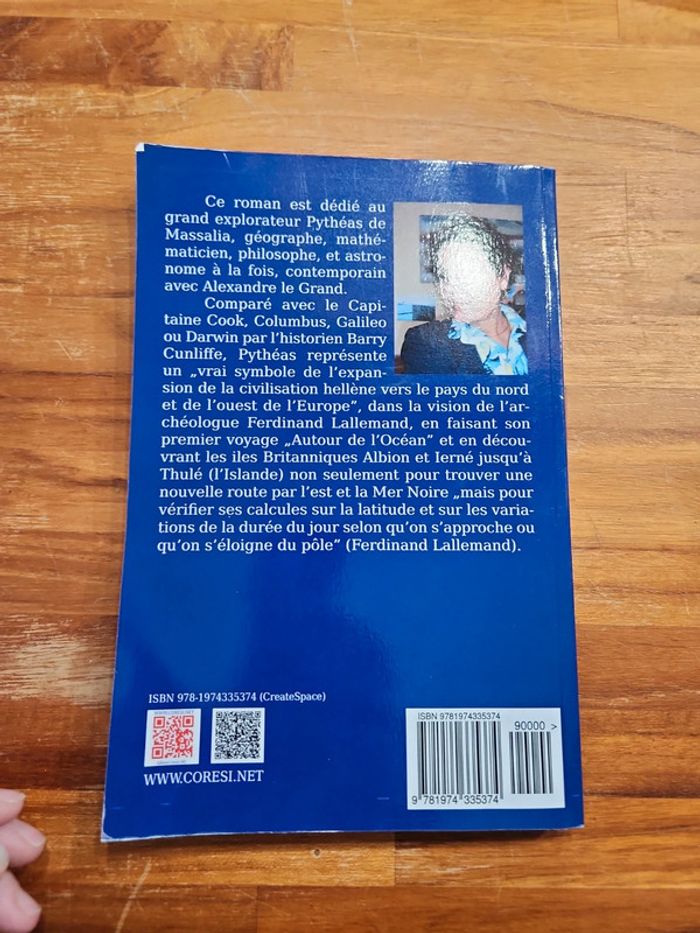 Ce roman est dédié au
grand explorateur Pythéas de
Massalia, géographe, mathé-
maticien, philosophe, et astro-
nome à la fois, contemporain
avec Alexandre le Grand.
Comparé avec le Capi-
taine Cook, Columbus, Galileo
ou Darwin par l’historien Barry
Cunliffe, Pythéas représente
un „vrai symbole de l’expan-
sion de la civilisation hellène vers le pays du nord
et de l’ouest de l’Europe”, dans la vision de l’ar-
chéologue Ferdinand Lallemand, en faisant son
premier voyage „Autour de l’Océan” et en décou-
vrant les iles Britanniques Albion et Ierné jusqu’à
Thulé (l’Islande) non seulement pour trouver une
nouvelle route par l’est et la Mer Noire „mais pour
vérifier ses calcules sur la latitude et sur les varia-
tions de la durée du jour selon qu’on s’approche ou
qu’on s’éloigne du pôle” (Ferdinand Lallemand).
ISBN 978-1974335374 (CreateSpace)
WWW.CORESI.NET
WWW.CORESI.NET
ISBN 9781974335374
90000 >
9 781974 335374